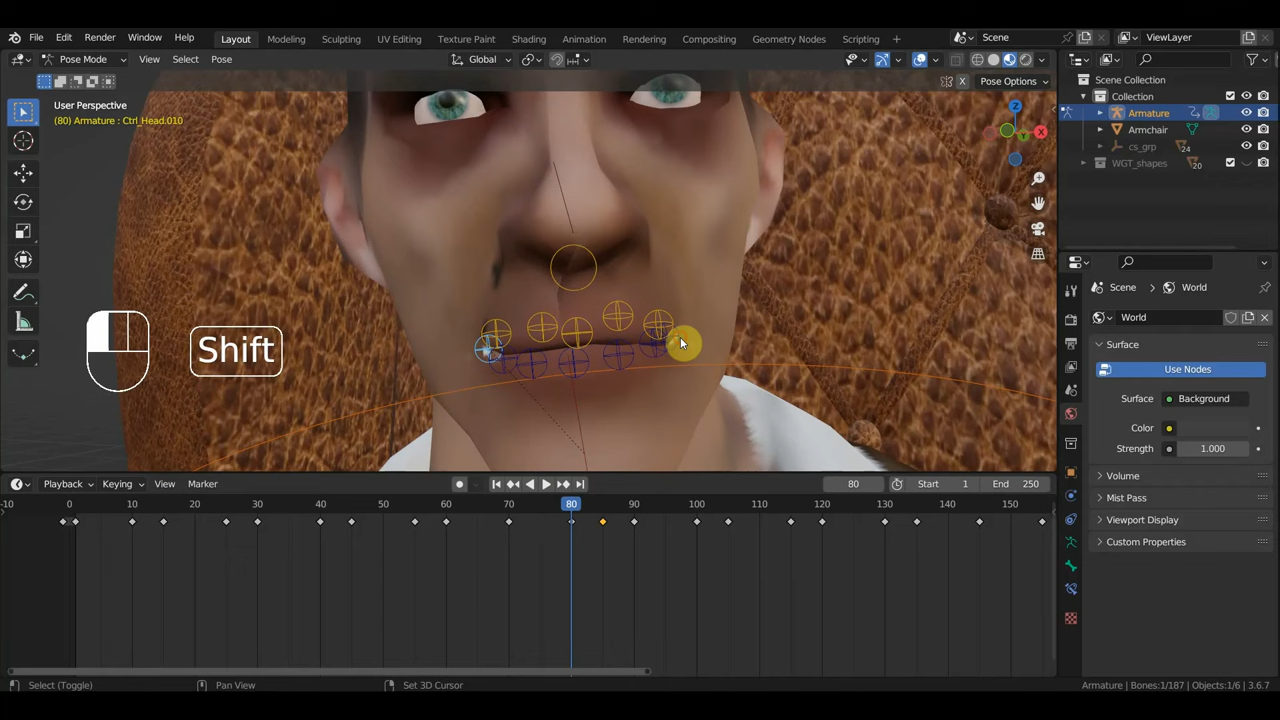 File Edit Render Window Help Layout Modeling Sculpting UV Editing Texture Paint Shading Animation Rendering Compositing Geometry Nodes Scripting + Scene ViewLayer
Pose Mode View Select Pose Global
Pose Options
User Perspective
(80) Armature : Ctrl_Head.010
Z
X
Y
Scene Collection
Collection
Armature
Armchair
cs_grp 24
WGT_shapes 20
Shift
Scene World
World
Surface
Use Nodes
Surface Background
Color
Strength 1.000
Volume
Mist Pass
Viewport Display
Custom Properties
Playback Keying View Marker 80 Start 1 End 250
-10 0 10 20 30 40 50 60 70 80 90 100 110 120 130 140 150
Select (Toggle) Pan View Set 3D Cursor Armature | Bones:1/187 | Objects:1/6 | 3.6.7